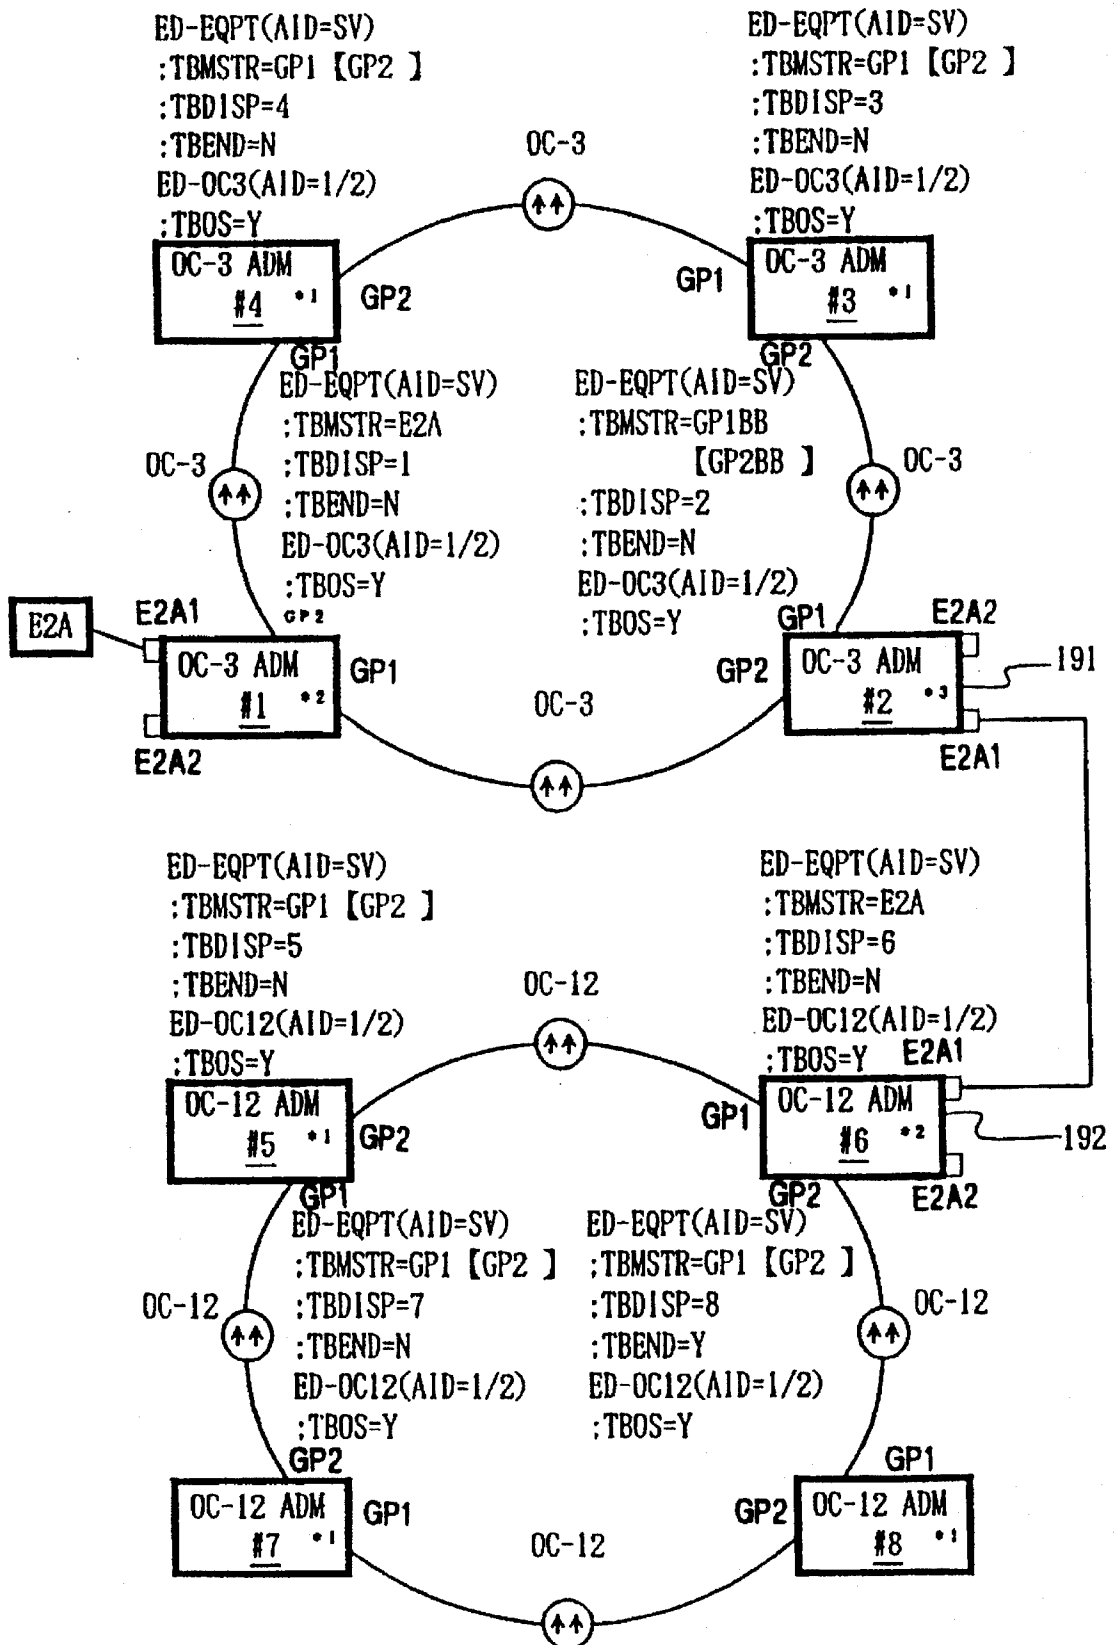 ED-EQPT(AID=SV)
:TBMSTR=GP1【GP2 】
:TBDISP=4
:TBEND=N
ED-OC3(AID=1/2)
:TBOS=Y
OC-3 ADM
#4 *1
GP2
GP1
OC-3
ED-EQPT(AID=SV)
:TBMSTR=GP1【GP2 】
:TBDISP=3
:TBEND=N
ED-OC3(AID=1/2)
:TBOS=Y
GP1
OC-3 ADM
#3 *1
GP2
ED-EQPT(AID=SV)
:TBMSTR=E2A
:TBDISP=1
:TBEND=N
ED-OC3(AID=1/2)
:TBOS=Y
GP2
ED-EQPT(AID=SV)
:TBMSTR=GP1BB
【GP2BB 】
:TBDISP=2
:TBEND=N
ED-OC3(AID=1/2)
:TBOS=Y
OC-3
OC-3
E2A
E2A1
OC-3 ADM
#1 *2
GP1
E2A2
OC-3
GP1
GP2
OC-3 ADM
#2 *3
E2A2
191
E2A1
ED-EQPT(AID=SV)
:TBMSTR=GP1【GP2 】
:TBDISP=5
:TBEND=N
ED-OC12(AID=1/2)
:TBOS=Y
OC-12 ADM
#5 *1
GP2
GP1
OC-12
ED-EQPT(AID=SV)
:TBMSTR=E2A
:TBDISP=6
:TBEND=N
ED-OC12(AID=1/2)
:TBOS=Y
E2A1
GP1
OC-12 ADM
#6 *2
192
GP2
E2A2
ED-EQPT(AID=SV)
:TBMSTR=GP1【GP2 】
:TBDISP=7
:TBEND=N
ED-OC12(AID=1/2)
:TBOS=Y
GP2
ED-EQPT(AID=SV)
:TBMSTR=GP1【GP2 】
:TBDISP=8
:TBEND=Y
ED-OC12(AID=1/2)
:TBOS=Y
OC-12
OC-12
OC-12 ADM
#7 *1
GP1
OC-12
GP1
GP2
OC-12 ADM
#8 *1